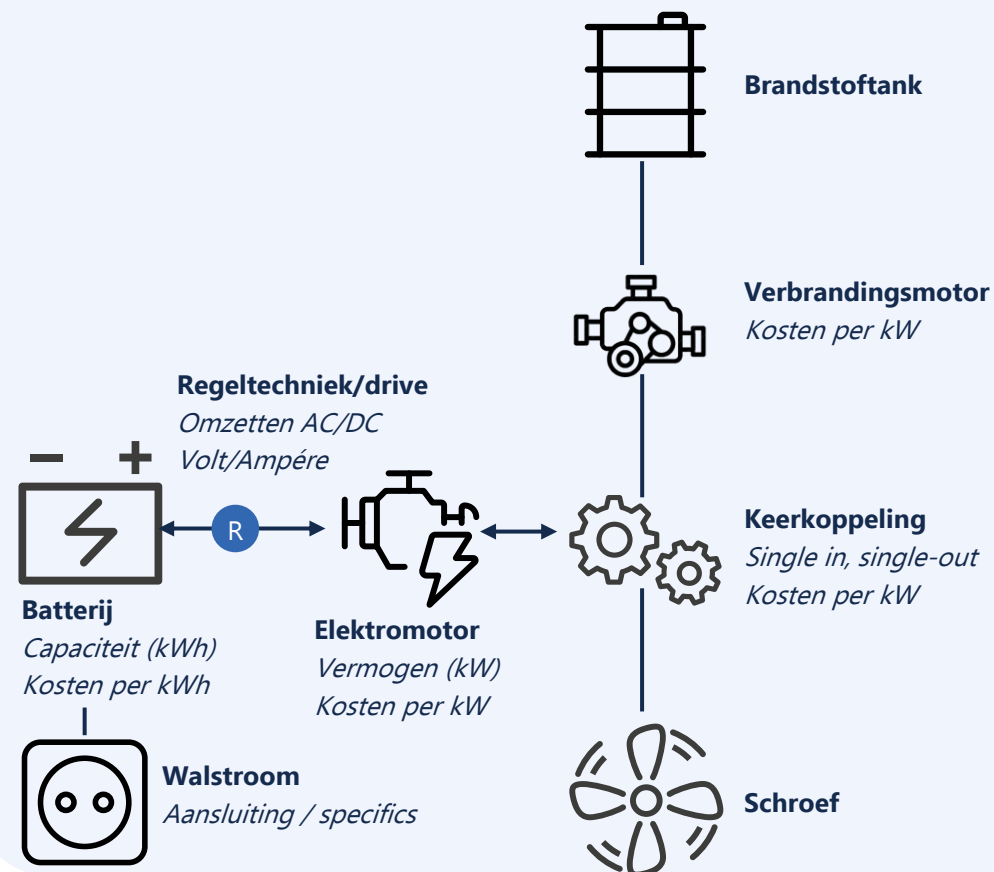 Brandstoftank
Verbrandingsmotor
Kosten per kW
Regeltechniek/drive
Omzetten AC/DC
Volt/Ampére
R
Keerkoppeling
Single in, single-out
Kosten per kW
Batterij
Capaciteit (kWh)
Kosten per kWh
Elektromotor
Vermogen (kW)
Kosten per kW
Walstroom
Aansluiting / specifics
Schroef